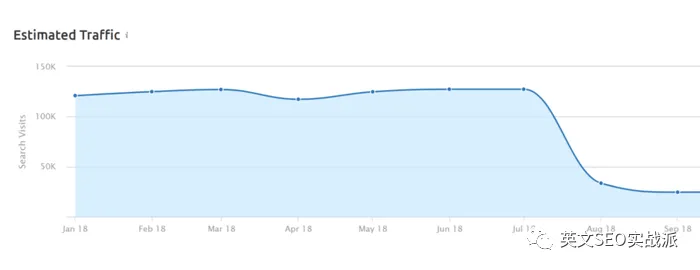 Estimated Traffic i
150K
100K
50K
Search Visits
Jan 18 Feb 18 Mar 18 Apr 18 May 18 Jun 18 Jul Aug 18 Sep 18
英文SEO实战派